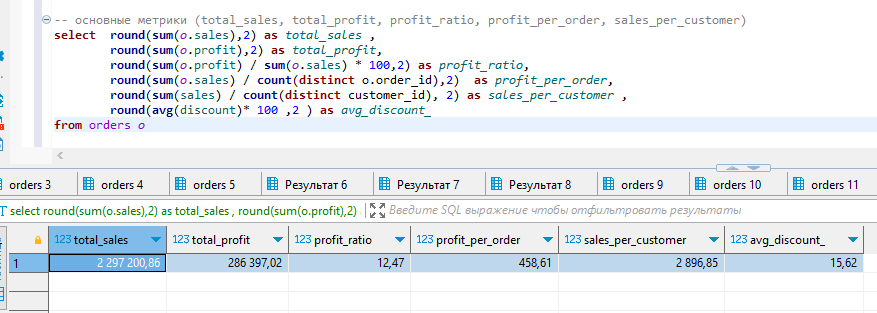 -- основные метрики (total_sales, total_profit, profit_ratio, profit_per_order, sales_per_customer)
select round(sum(o.sales),2) as total_sales ,
round(sum(o.profit),2) as total_profit,
round(sum(o.profit) / sum(o.sales) * 100,2) as profit_ratio,
round(sum(o.sales) / count(distinct o.order_id),2) as profit_per_order,
round(sum(sales) / count(distinct customer_id), 2) as sales_per_customer ,
round(avg(discount)* 100 ,2 ) as avg_discount_
from orders o
orders 3 orders 4 orders 5 Результат 6 Результат 7 Результат 8 orders 9 orders 10 orders 11
select round(sum(o.sales),2) as total_sales , round(sum(o.profit),2) Введите SQL выражение чтобы отфильтровать результаты
123 total_sales 123 total_profit 123 profit_ratio 123 profit_per_order 123 sales_per_customer 123 avg_discount_
1 2 297 200,86 286 397,02 12,47 458,61 2 896,85 15,62